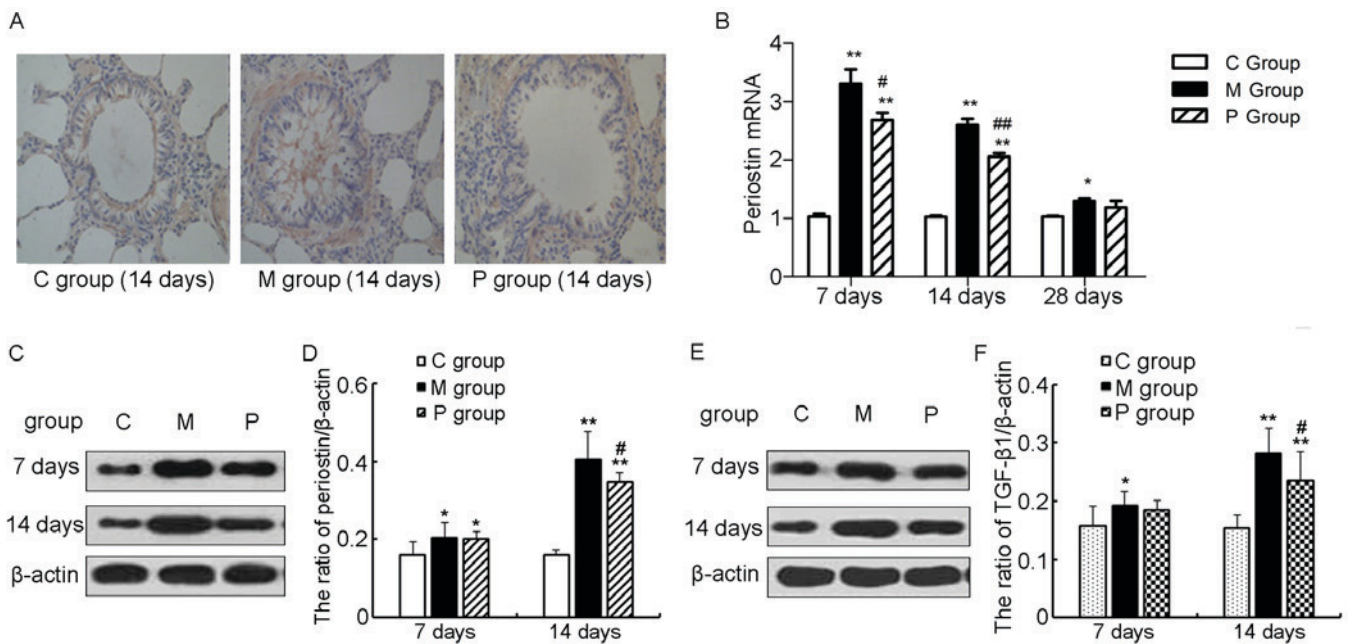 A
C group (14 days)
M group (14 days)
P group (14 days)
B
Periostin mRNA
4
3
2
1
0
**
#
**
**
##
**
*
7 days
14 days
28 days
C Group
M Group
P Group
C
group C M P
7 days
14 days
β-actin
D
The ratio of periostin/β-actin
0.6
0.4
0.2
0
C group
M group
P group
*
*
**
#
**
7 days
14 days
E
group C M P
7 days
14 days
β-actin
F
The ratio of TGF-β1/β-actin
0.4
0.3
0.2
0.1
0
C group
M group
P group
*
**
#
**
7 days
14 days